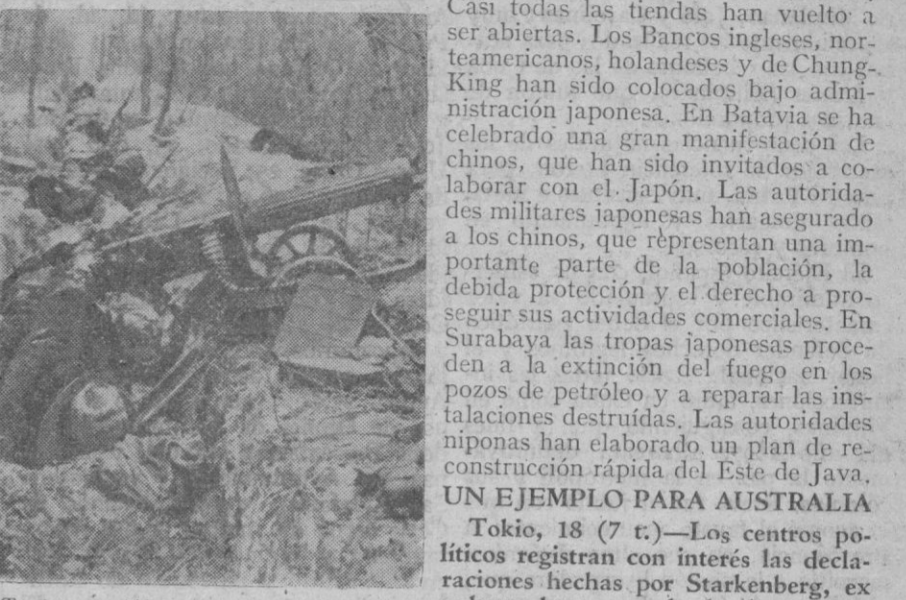 Casi todas las tiendas han vuelto a
ser abiertas. Los Bancos ingleses, nor-
teamericanos, holandeses y de Chung-
King han sido colocados bajo admi-
nistración japonesa. En Batavia se ha
celebrado una gran manifestación de
chinos, que han sido invitados a co-
laborar con el Japón. Las autorida-
des militares japonesas han asegurado
a los chinos, que representan una im-
portante parte de la población, la
debida protección y el derecho a pro-
seguir sus actividades comerciales. En
Surabaya las tropas japonesas proce-
den a la extinción del fuego en los
pozos de petróleo y a reparar las ins-
talaciones destruídas. Las autoridades
niponas han elaborado un plan de re-
construcción rápida del Este de Java.
UN EJEMPLO PARA AUSTRALIA
Tokio, 18 (7 t.)—Los centros po-
líticos registran con interés las decla-
raciones hechas por Starkenberg, ex